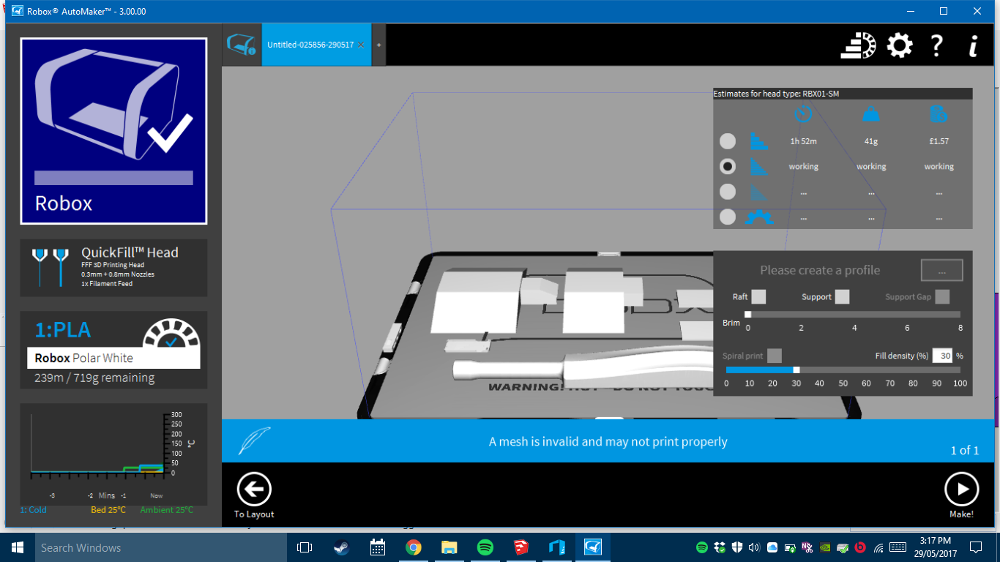 Robox® AutoMaker™ - 3.00.00
Robox
QuickFill™ Head
FFF 3D Printing Head
0.3mm + 0.8mm Nozzles
1x Filament Feed
1:PLA
Robox Polar White
239m / 719g remaining
300
250
200
150
100
50
0
°C
-3 -2 Mins -1 Now
1: Cold Bed 25°C Ambient 25°C
Untitled-025856-290517 × +
? i
Estimates for head type: RBX01-SM
1h 52m 41g £1.57
working working working
... ... ...
... ... ...
Please create a profile ...
Raft Support Support Gap
Brim
0 2 4 6 8
Spiral print Fill density (%) 30 %
0 10 20 30 40 50 60 70 80 90 100
WARNING! HOT DO NOT
A mesh is invalid and may not print properly
1 of 1
To Layout
Make!
Search Windows
3:17 PM
29/05/2017